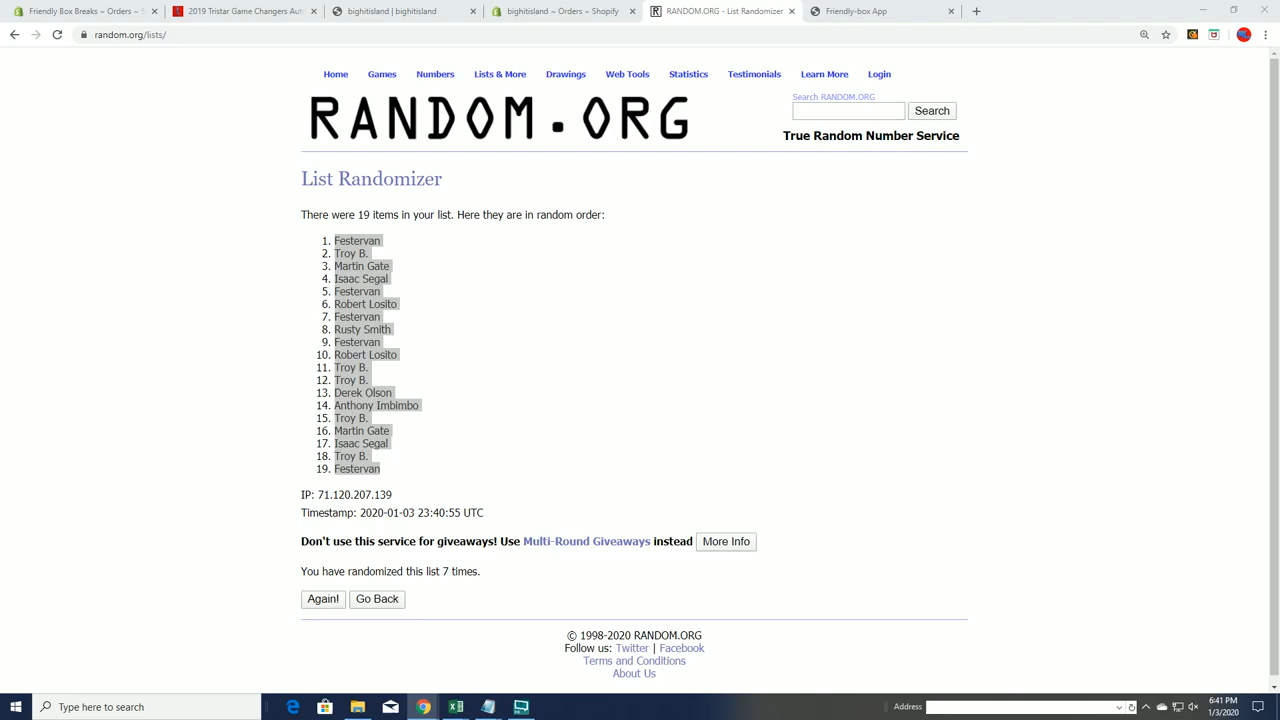 Friendly Box Breaks ~ Orders ~ S
2019 Tristar Game Changers Aut
bigbitsland | Instagram
bigbitsland ~ Orders ~ Shopify
RANDOM.ORG - List Randomizer
Friendly-box App
random.org/lists/
Home Games Numbers Lists & More Drawings Web Tools Statistics Testimonials Learn More Login
RANDOM.ORG
Search RANDOM.ORG
Search
True Random Number Service
List Randomizer
There were 19 items in your list. Here they are in random order:
1. Festervan
2. Troy B.
3. Martin Gate
4. Isaac Segal
5. Festervan
6. Robert Losito
7. Festervan
8. Rusty Smith
9. Festervan
10. Robert Losito
11. Troy B.
12. Troy B.
13. Derek Olson
14. Anthony Imbimbo
15. Troy B.
16. Martin Gate
17. Isaac Segal
18. Troy B.
19. Festervan
IP: 71.120.207.139
Timestamp: 2020-01-03 23:40:55 UTC
Don't use this service for giveaways! Use Multi-Round Giveaways instead More Info
You have randomized this list 7 times.
Again! Go Back
© 1998-2020 RANDOM.ORG
Follow us: Twitter | Facebook
Terms and Conditions
About Us
Type here to search
Address
6:41 PM
1/3/2020